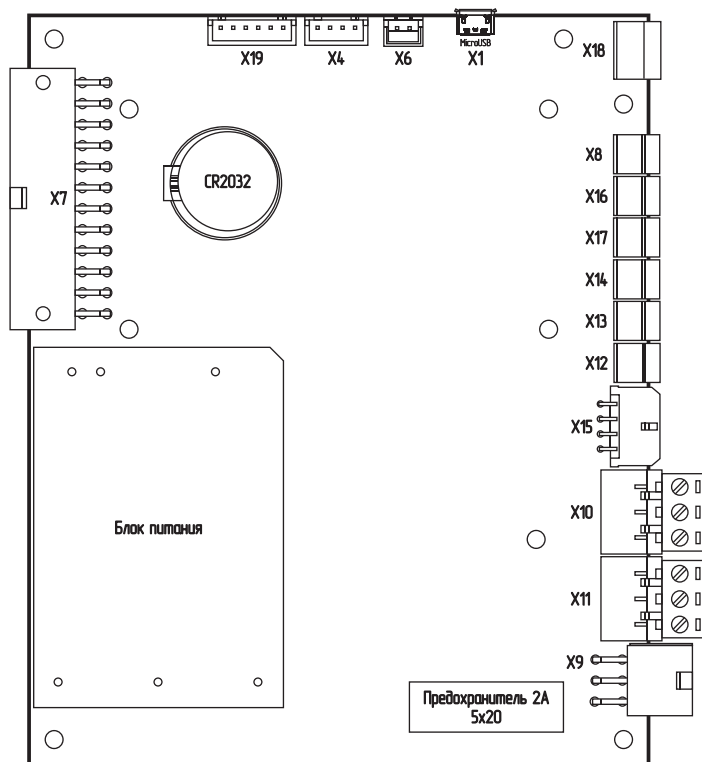 MicroUSB
X19
X4
X6
X1
X18
X8
CR2032
X7
X16
X17
X14
X13
X12
X15
X10
Блок питания
X11
X9
Предохранитель 2А
5x20